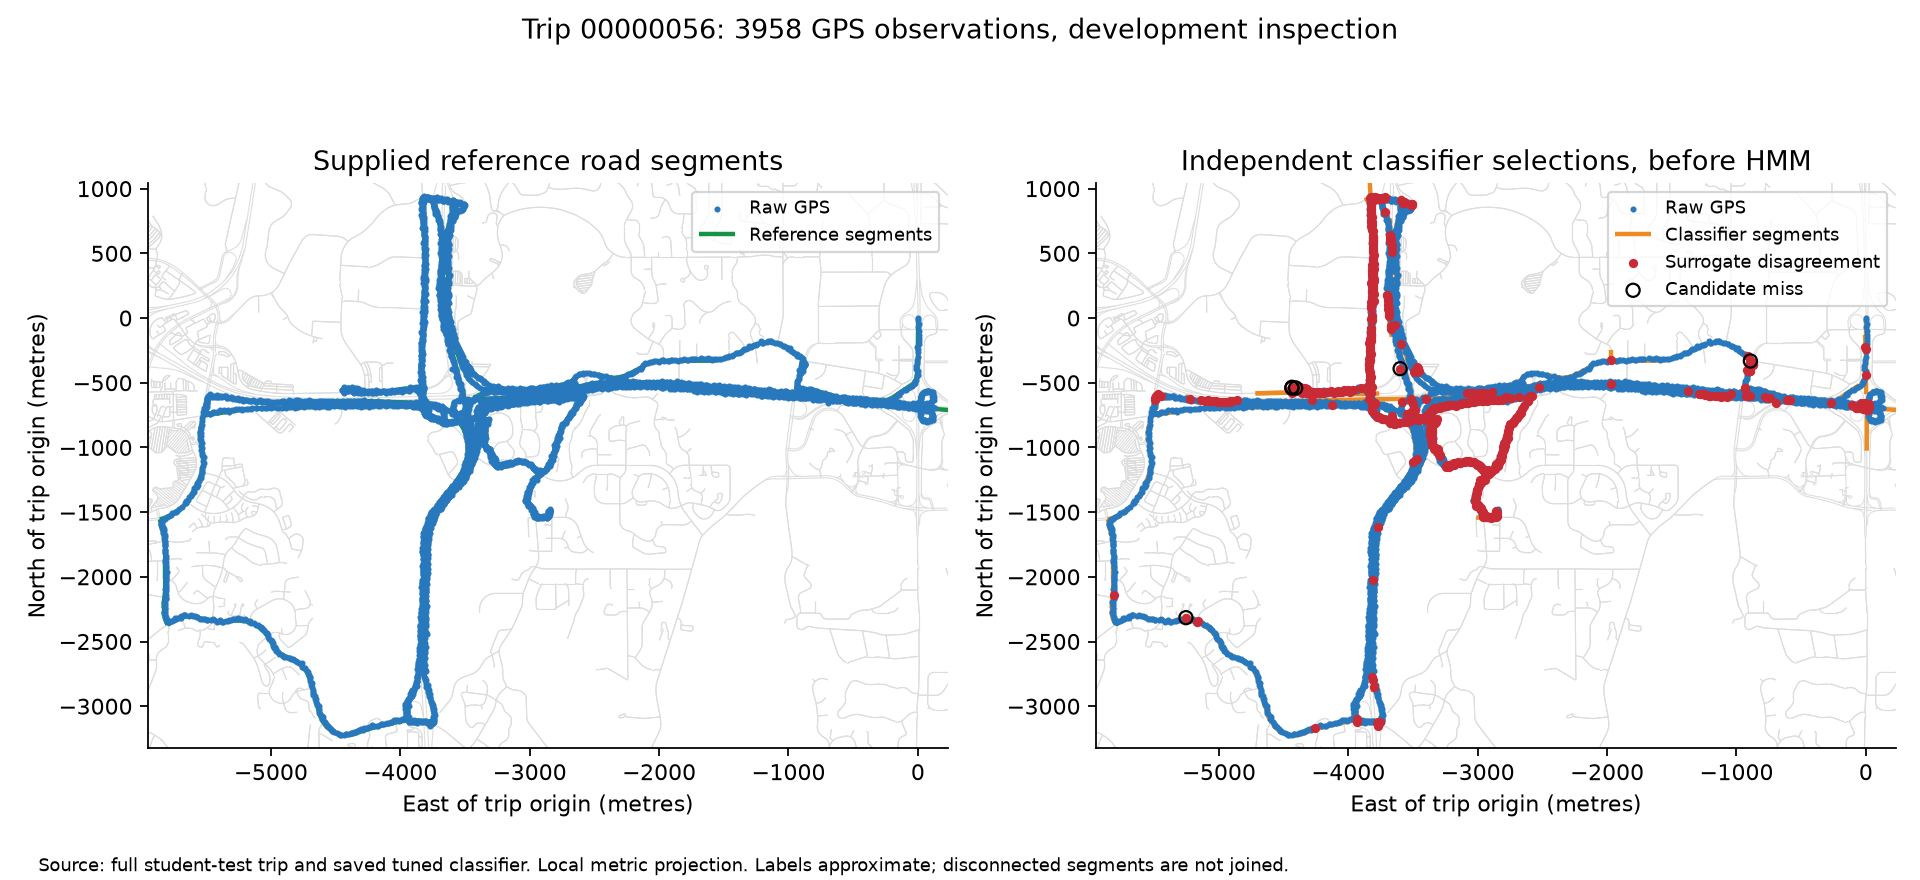 Trip 00000056: 3958 GPS observations, development inspection
Supplied reference road segments
Raw GPS
Reference segments
1000
500
0
−500
−1000
−1500
−2000
−2500
−3000
North of trip origin (metres)
−5000
−4000
−3000
−2000
−1000
0
East of trip origin (metres)
Independent classifier selections, before HMM
Raw GPS
Classifier segments
Surrogate disagreement
Candidate miss
1000
500
0
−500
−1000
−1500
−2000
−2500
−3000
North of trip origin (metres)
−5000
−4000
−3000
−2000
−1000
0
East of trip origin (metres)
Source: full student-test trip and saved tuned classifier. Local metric projection. Labels approximate; disconnected segments are not joined.